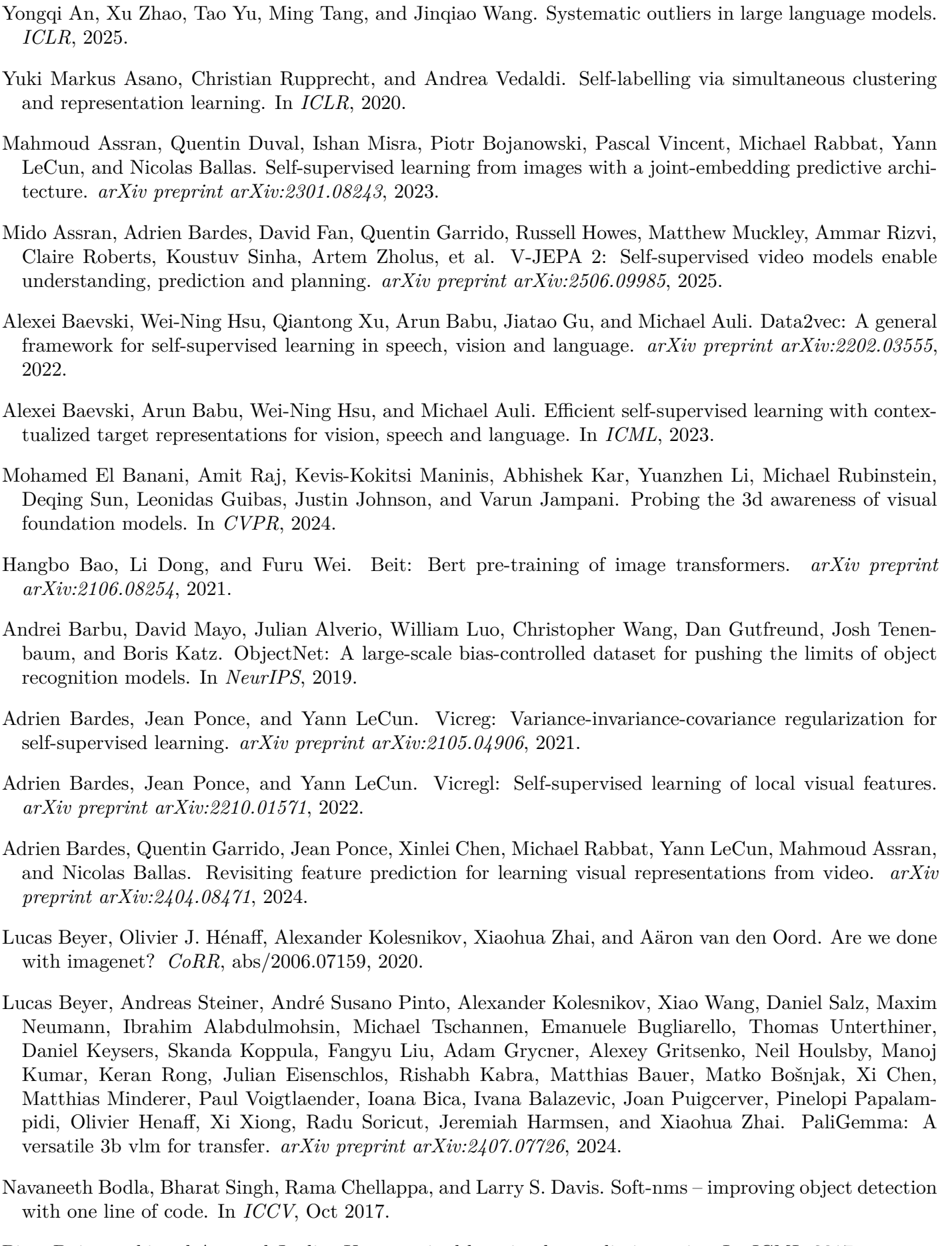 Yongqi An, Xu Zhao, Tao Yu, Ming Tang, and Jinqiao Wang. Systematic outliers in large language models.
ICLR, 2025.
Yuki Markus Asano, Christian Rupprecht, and Andrea Vedaldi. Self-labelling via simultaneous clustering
and representation learning. In ICLR, 2020.
Mahmoud Assran, Quentin Duval, Ishan Misra, Piotr Bojanowski, Pascal Vincent, Michael Rabbat, Yann
LeCun, and Nicolas Ballas. Self-supervised learning from images with a joint-embedding predictive archi-
tecture. arXiv preprint arXiv:2301.08243, 2023.
Mido Assran, Adrien Bardes, David Fan, Quentin Garrido, Russell Howes, Matthew Muckley, Ammar Rizvi,
Claire Roberts, Koustuv Sinha, Artem Zholus, et al. V-JEPA 2: Self-supervised video models enable
understanding, prediction and planning. arXiv preprint arXiv:2506.09985, 2025.
Alexei Baevski, Wei-Ning Hsu, Qiantong Xu, Arun Babu, Jiatao Gu, and Michael Auli. Data2vec: A general
framework for self-supervised learning in speech, vision and language. arXiv preprint arXiv:2202.03555,
2022.
Alexei Baevski, Arun Babu, Wei-Ning Hsu, and Michael Auli. Efficient self-supervised learning with contex-
tualized target representations for vision, speech and language. In ICML, 2023.
Mohamed El Banani, Amit Raj, Kevis-Kokitsi Maninis, Abhishek Kar, Yuanzhen Li, Michael Rubinstein,
Deqing Sun, Leonidas Guibas, Justin Johnson, and Varun Jampani. Probing the 3d awareness of visual
foundation models. In CVPR, 2024.
Hangbo Bao, Li Dong, and Furu Wei. Beit: Bert pre-training of image transformers. arXiv preprint
arXiv:2106.08254, 2021.
Andrei Barbu, David Mayo, Julian Alverio, William Luo, Christopher Wang, Dan Gutfreund, Josh Tenen-
baum, and Boris Katz. ObjectNet: A large-scale bias-controlled dataset for pushing the limits of object
recognition models. In NeurIPS, 2019.
Adrien Bardes, Jean Ponce, and Yann LeCun. Vicreg: Variance-invariance-covariance regularization for
self-supervised learning. arXiv preprint arXiv:2105.04906, 2021.
Adrien Bardes, Jean Ponce, and Yann LeCun. Vicregl: Self-supervised learning of local visual features.
arXiv preprint arXiv:2210.01571, 2022.
Adrien Bardes, Quentin Garrido, Jean Ponce, Xinlei Chen, Michael Rabbat, Yann LeCun, Mahmoud Assran,
and Nicolas Ballas. Revisiting feature prediction for learning visual representations from video. arXiv
preprint arXiv:2404.08471, 2024.
Lucas Beyer, Olivier J. Hénaff, Alexander Kolesnikov, Xiaohua Zhai, and Aäron van den Oord. Are we done
with imagenet? CoRR, abs/2006.07159, 2020.
Lucas Beyer, Andreas Steiner, André Susano Pinto, Alexander Kolesnikov, Xiao Wang, Daniel Salz, Maxim
Neumann, Ibrahim Alabdulmohsin, Michael Tschannen, Emanuele Bugliarello, Thomas Unterthiner,
Daniel Keysers, Skanda Koppula, Fangyu Liu, Adam Grycner, Alexey Gritsenko, Neil Houlsby, Manoj
Kumar, Keran Rong, Julian Eisenschlos, Rishabh Kabra, Matthias Bauer, Matko Bošnjak, Xi Chen,
Matthias Minderer, Paul Voigtlaender, Ioana Bica, Ivana Balazevic, Joan Puigcerver, Pinelopi Papalam-
pidi, Olivier Henaff, Xi Xiong, Radu Soricut, Jeremiah Harmsen, and Xiaohua Zhai. PaliGemma: A
versatile 3b vlm for transfer. arXiv preprint arXiv:2407.07726, 2024.
Navaneeth Bodla, Bharat Singh, Rama Chellappa, and Larry S. Davis. Soft-nms – improving object detection
with one line of code. In ICCV, Oct 2017.